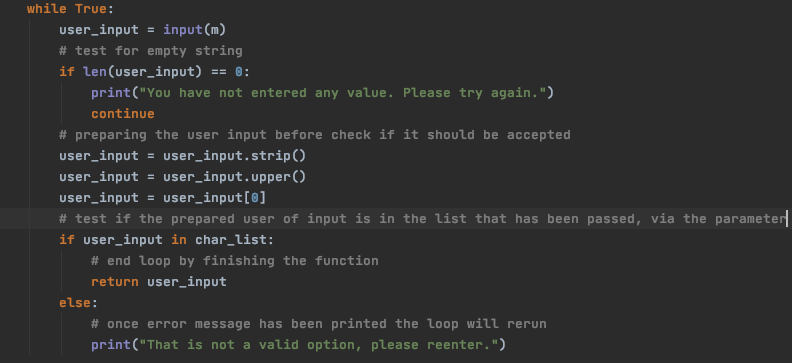 while True:
user_input = input(m)
# test for empty string
if len(user_input) == 0:
print("You have not entered any value. Please try again.")
continue
# preparing the user input before check if it should be accepted
user_input = user_input.strip()
user_input = user_input.upper()
user_input = user_input[0]
# test if the prepared user of input is in the list that has been passed, via the parameter
if user_input in char_list:
# end loop by finishing the function
return user_input
else:
# once error message has been printed the loop will rerun
print("That is not a valid option, please reenter.")